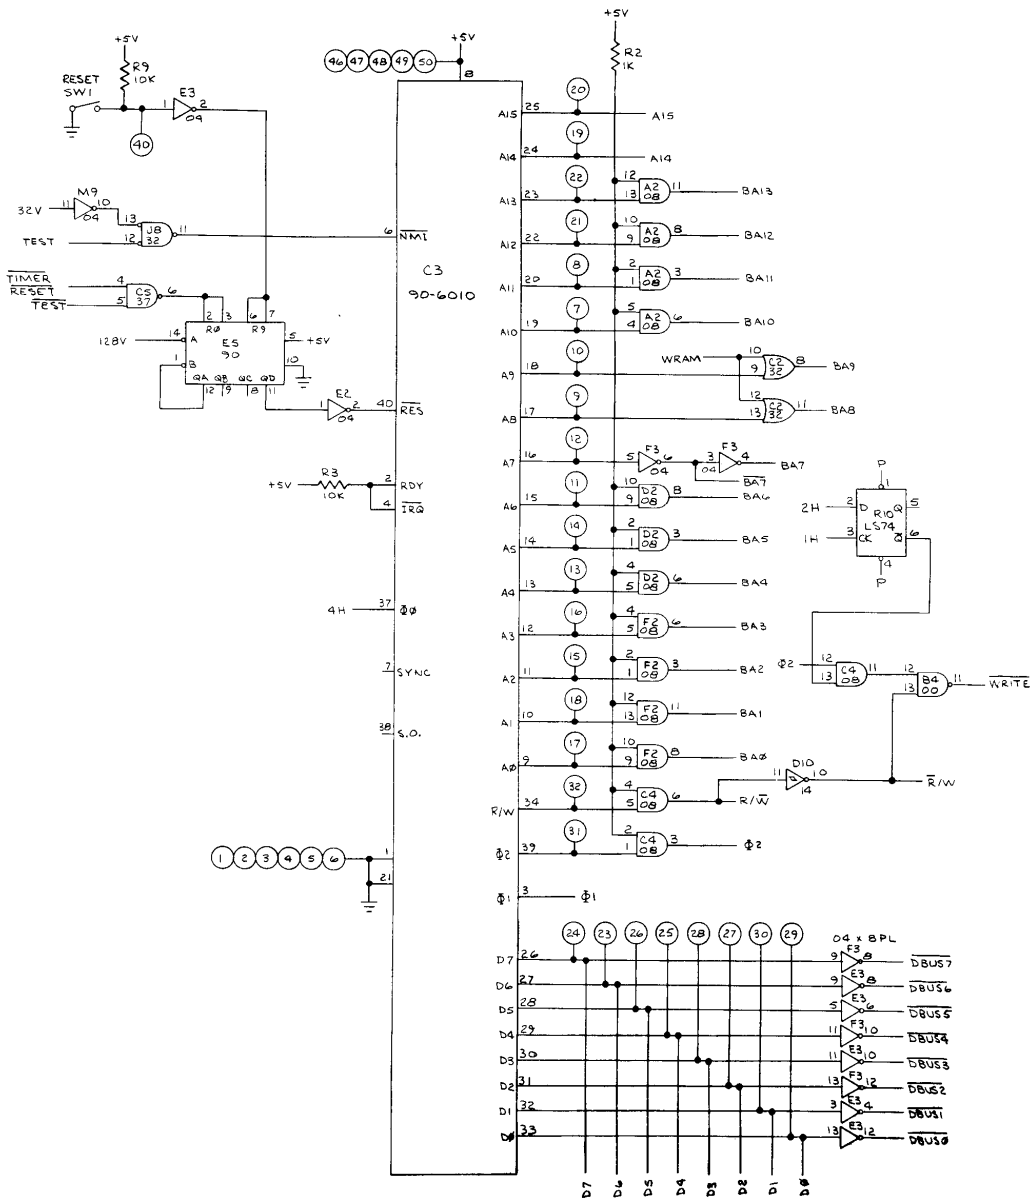 +5V
R2
1K
+5V
46 47 48 49 50
8
+5V
R9
10K
RESET
SW1
1 E3 2
04
40
A15 25 20 A15
A14 24 19 A14
A13 23 22 12 13 A2 08 11 BA13
32V 11 M9 10
04
TEST 13 12 J8 32 11 6 NMI
A12 22 21 10 9 A2 08 8 BA12
C3
90-6010
A11 20 8 2 1 A2 08 3 BA11
TIMER
RESET 4
TEST 5
C5 37 6
A10 19 7 5 4 A2 08 6 BA10
2 3 6 7
RØ R9
128V 14 A
E5
90
5 +5V
1 B
10
QA QB QC QD
12 9 8 11
WRAM
A9 18 10 10 9 C2 32 8 BA9
1 E2 2
04
40 RES
A8 17 9 12 13 C2 32 11 BA8
A7 16 12 5 F3 6 04 3 F3 4 04 BA7
BA7
+5V R3
10K
2 RDY
4 IRQ
A6 15 11 10 9 D2 08 8 BA6
P
1
2H 2 D Q 5
R10
LS74
1H 3 CK Q 6
4
P
A5 14 14 2 1 D2 08 3 BA5
A4 13 13 4 5 D2 08 6 BA4
4H 37 ΦØ
A3 12 16 4 5 F2 08 6 BA3
7 SYNC
A2 11 15 2 1 F2 08 3 BA2
Φ2 12 13 C4 08 11 12 13 B4 00 11 WRITE
38 S.O.
A1 10 18 12 13 F2 08 11 BA1
AØ 9 17 10 9 F2 08 8 BAØ
R/W 34 32 4 5 C4 08 6 R/W
11 D10 10
14
R/W
1 2 3 4 5 6
1
21
Φ2 39 31 2 1 C4 08 3 Φ2
Φ1 3 Φ1
24 23 26 25 28 27 30 29
04 x 8PL
D7 26 9 F3 8 DBUS7
D6 27 9 E3 8 DBUS6
D5 28 5 E3 6 DBUS5
D4 29 11 F3 10 DBUS4
D3 30 11 E3 10 DBUS3
D2 31 13 F3 12 DBUS2
D1 32 3 E3 4 DBUS1
DØ 33 13 E3 12 DBUSØ
D7 D6 D5 D4 D3 D2 D1 DØ